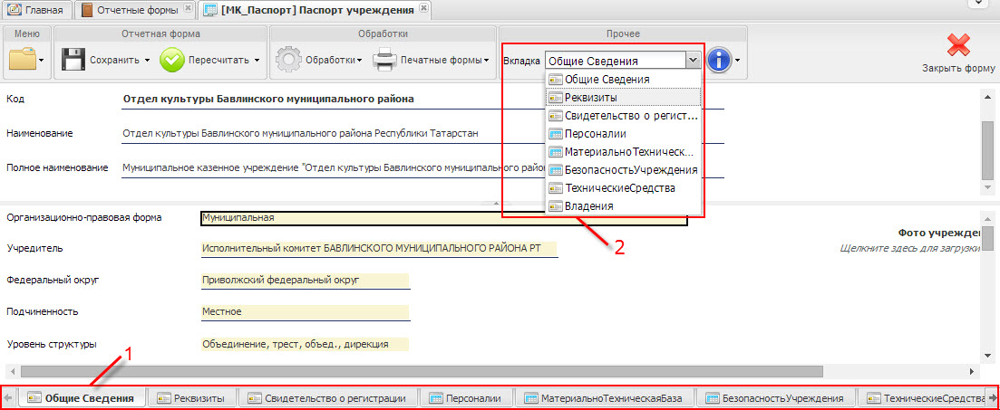 Главная Отчетные формы [МК_Паспорт] Паспорт учреждения
Меню Отчетная форма Обработки Прочее
Сохранить Пересчитать Обработки Печатные формы Вкладка Общие Сведения
Закрыть форму
Общие Сведения
Реквизиты
Свидетельство о регист...
Персоналии
МатериальноТехническ...
БезопасностьУчреждения
ТехническиеСредства
Владения
2
Код Отдел культуры Бавлинского муниципального района
Наименование Отдел культуры Бавлинского муниципального района Республики Татарстан
Полное наименование Муниципальное казенное учреждение "Отдел культуры Бавлинского муниципального райо
Организационно-правовая форма Муниципальная
Фото учрежден
Учредитель Исполнительный комитет БАВЛИНСКОГО МУНИЦИПАЛЬНОГО РАЙОНА РТ Щелкните здесь для загрузки
Федеральный округ Приволжский федеральный округ
Подчиненность Местное
Уровень структуры Объединение, трест, объед., дирекция
1
Общие Сведения Реквизиты Свидетельство о регистрации Персоналии МатериальноТехническаяБаза БезопасностьУчреждения ТехническиеСредства